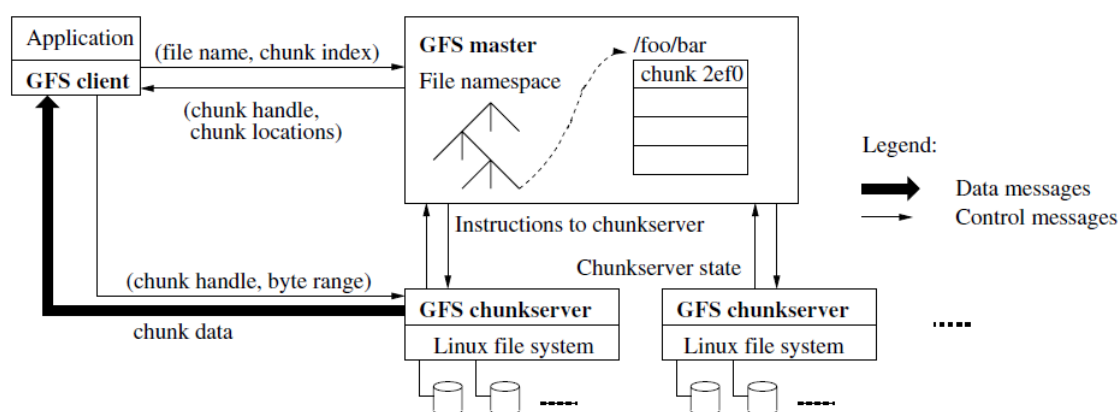 Application
GFS client
(file name, chunk index)
(chunk handle,
chunk locations)
GFS master
File namespace
/foo/bar
chunk 2ef0
Legend:
Data messages
Control messages
Instructions to chunkserver
Chunkserver state
(chunk handle, byte range)
chunk data
GFS chunkserver
Linux file system
GFS chunkserver
Linux file system